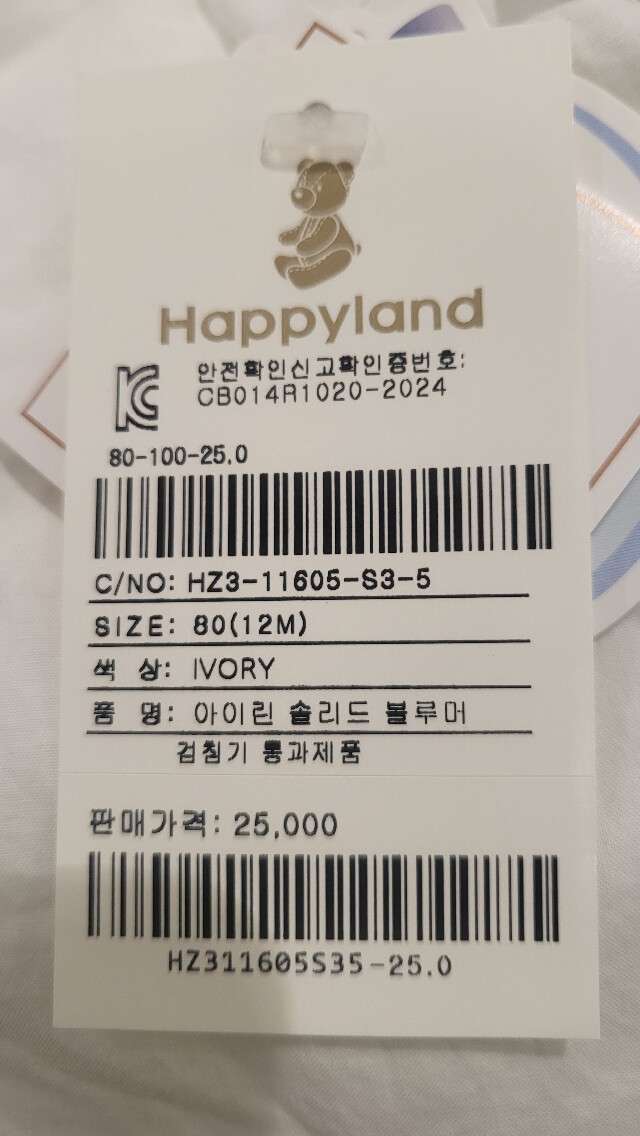 Happyland
안전확인신고확인증번호:
CB014R1020-2024
80-100-25.0
C/NO: HZ3-11605-S3-5
SIZE: 80(12M)
색 상: IVORY
품 명: 아이린 솔리드 볼루머
검침기 통과제품
판매가격: 25,000
HZ311605S35-25.0